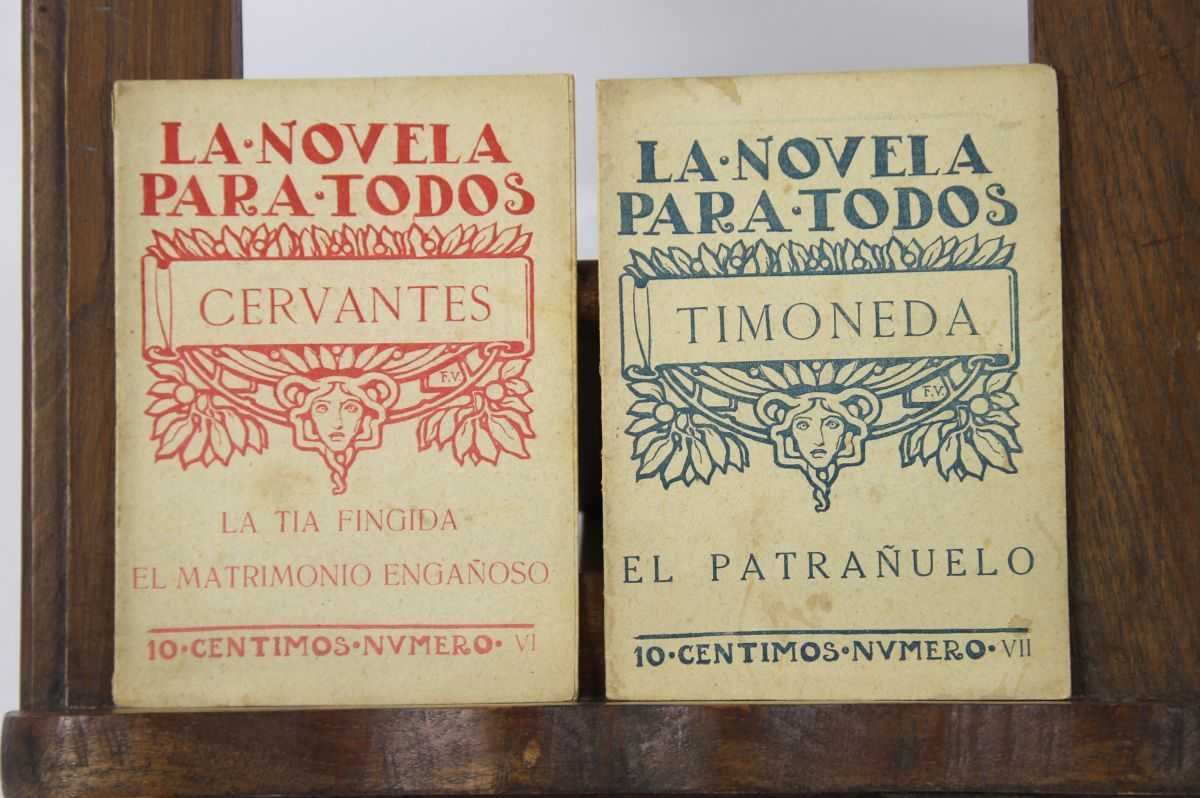 LA·NOVELA
PARA·TODOS
CERVANTES
F.V.
LA TIA FINGIDA
EL MATRIMONIO ENGAÑOSO
10·CENTIMOS·NVMERO· VI
LA·NOVELA
PARA·TODOS
TIMONEDA
F.V.
EL PATRAÑUELO
10·CENTIMOS·NVMERO· VII